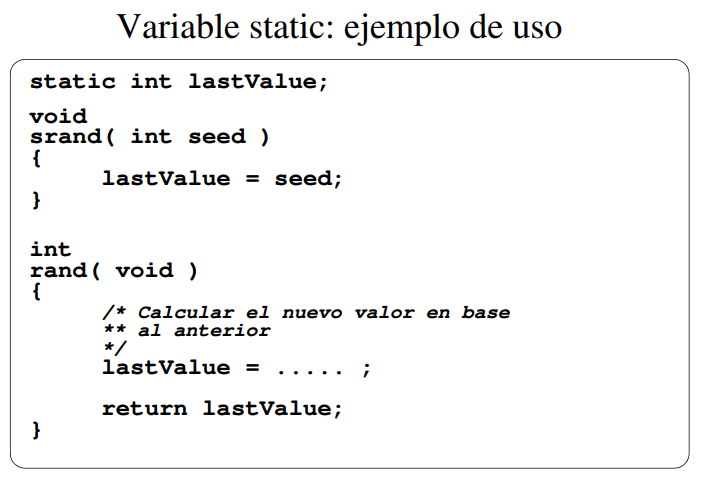 Variable static: ejemplo de uso
static int lastValue;
void
srand( int seed )
{
lastValue = seed;
}
int
rand( void )
{
/* Calcular el nuevo valor en base
** al anterior
*/
lastValue = ..... ;
return lastValue;
}